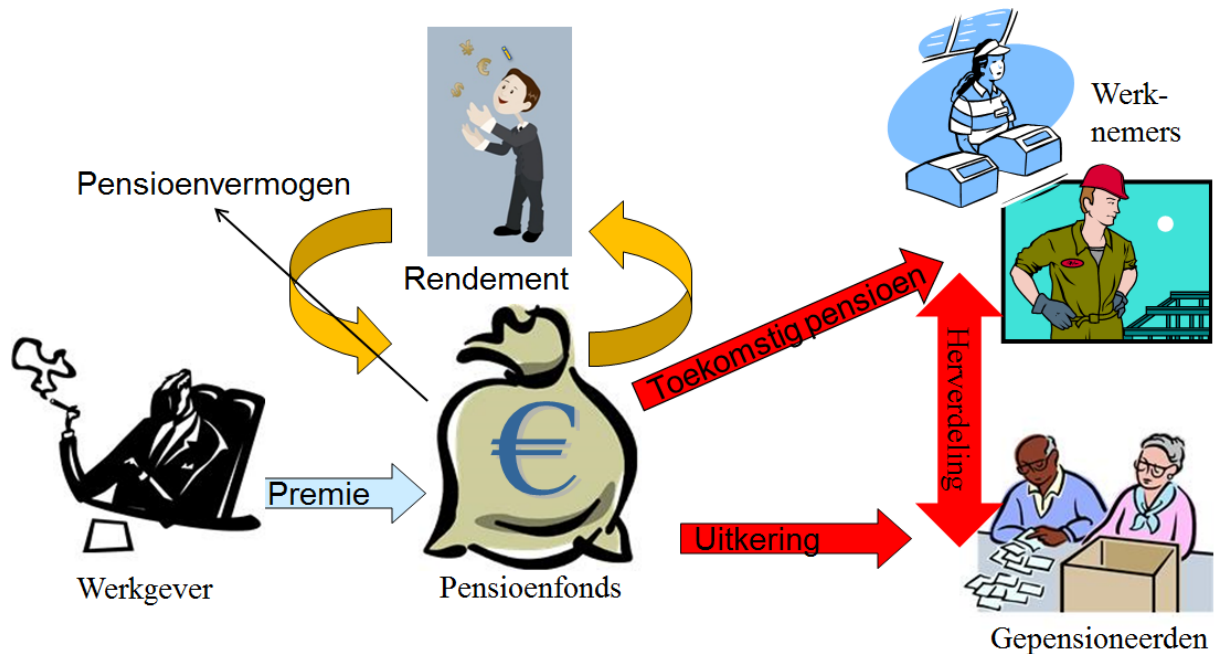 Werk-
nemers
Pensioenvermogen
Rendement
Toekomstig pensioen
Herverdeling
€
Premie
Uitkering
Werkgever
Pensioenfonds
Gepensioneerden